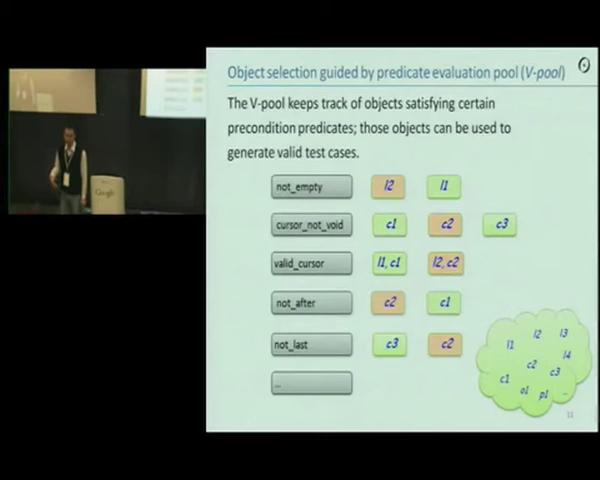 Object selection guided by predicate evaluation pool (V-pool)
The V-pool keeps track of objects satisfying certain
precondition predicates; those objects can be used to
generate valid test cases.
not_empty l2 l1
cursor_not_void c1 c2 c3
valid_cursor l1, c1 l2, c2
not_after c2 c1
not_last c3 c2
...
l1 l2 l3
l4
c2
c1 c3
o1 p1 ...
11
Google